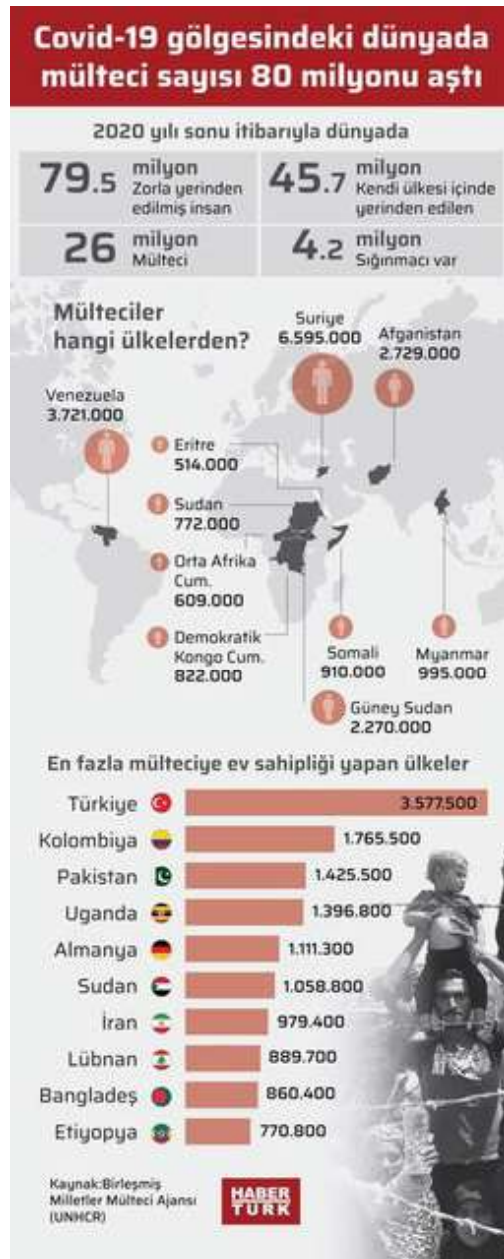 Covid-19 gölgesindeki dünyada
mülteci sayısı 80 milyonu aştı
2020 yılı sonu itibarıyla dünyada
79.5 milyon
Zorla yerinden
edilmiş insan
45.7 milyon
Kendi ülkesi içinde
yerinden edilen
26 milyon
Mülteci
4.2 milyon
Sığınmacı var
Mülteciler
hangi ülkelerden?
Suriye
6.595.000
Afganistan
2.729.000
Venezuela
3.721.000
Eritre
514.000
Sudan
772.000
Orta Afrika
Cum.
609.000
Demokratik
Kongo Cum.
822.000
Somali
910.000
Myanmar
995.000
Güney Sudan
2.270.000
En fazla mülteciye ev sahipliği yapan ülkeler
Türkiye 3.577.500
Kolombiya 1.765.500
Pakistan 1.425.500
Uganda 1.396.800
Almanya 1.111.300
Sudan 1.058.800
İran 979.400
Lübnan 889.700
Bangladeş 860.400
Etiyopya 770.800
Kaynak:Birleşmiş
Milletler Mülteci Ajansı
(UNHCR)
HABER
TURK